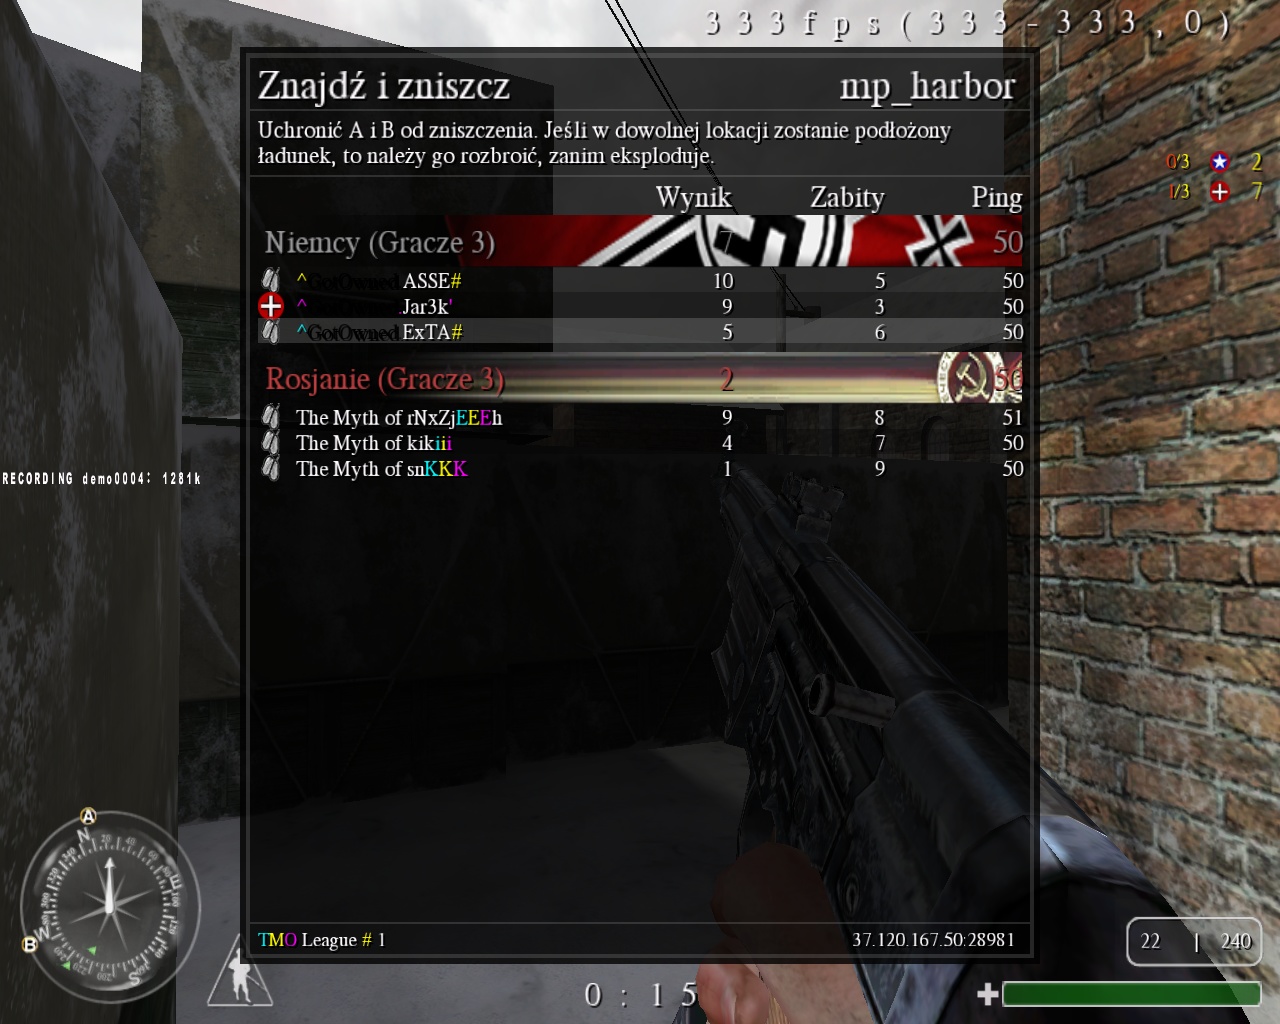 333fps(333-333,0)
Znajdź i zniszcz mp_harbor
Uchronić A i B od zniszczenia. Jeśli w dowolnej lokacji zostanie podłożony
ładunek, to należy go rozbroić, zanim eksploduje.
0/3 2
1/3 7
Wynik Zabity Ping
Niemcy (Gracze 3) 7 50
^GotOwned ASSE# 10 5 50
^ Jar3k' 9 3 50
^GotOwned ExTA# 5 6 50
Rosjanie (Gracze 3) 2 50
The Myth of rNxZjEEEh 9 8 51
The Myth of kikiii 4 7 50
The Myth of snKKK 1 9 50
RECORDING demo0004: 1281k
A
N
B
W
E
S
TMO League # 1 37.120.167.50:28981
22 | 240
0:15